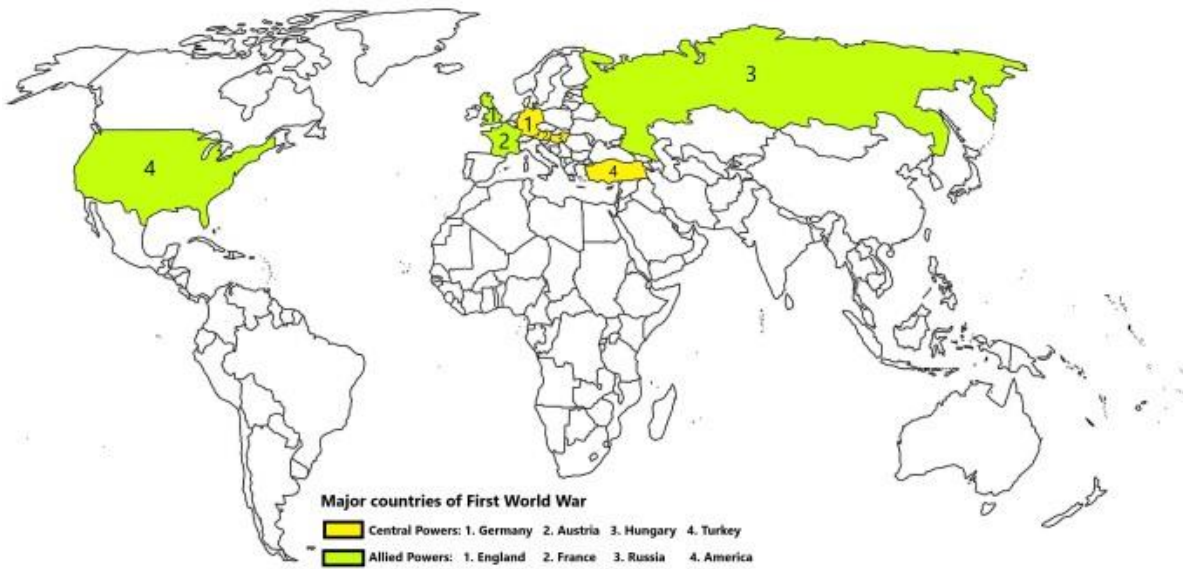 3
1
1
2
4
4
Major countries of First World War
Central Powers: 1. Germany 2. Austria 3. Hungary 4. Turkey
Allied Powers: 1. England 2. France 3. Russia 4. America